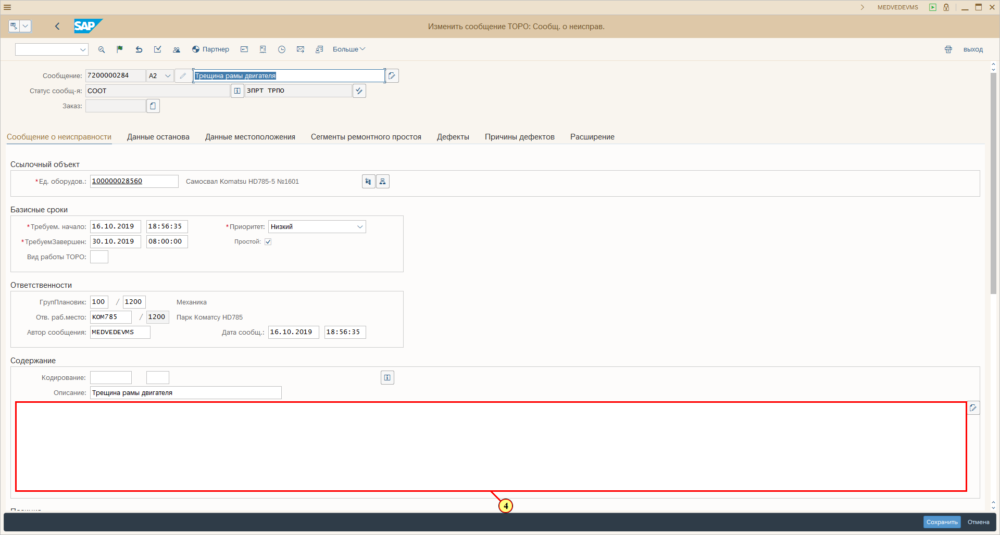 MEDVEDEVMS
SAP
Изменить сообщение ТОРО: Сообщ. о неисправ.
Партнер
Больше
выход
Сообщение: 7200000284 A2 Трещина рамы двигателя
Статус сообщ-я: СООТ ЗПРТ ТРПО
Заказ:
Сообщение о неисправности Данные останова Данные местоположения Сегменты ремонтного простоя Дефекты Причины дефектов Расширение
Ссылочный объект
*Ед. оборудов.: 100000028560 Самосвал Komatsu HD785-5 №1601
Базисные сроки
*Требуем. начало: 16.10.2019 18:56:35 *Приоритет: Низкий
*ТребуемЗавершен: 30.10.2019 08:00:00 Простой:
Вид работы ТОРО:
Ответственности
ГрупПлановик: 100 / 1200 Механика
Отв. раб.место: КОМ785 / 1200 Парк Коматсу HD785
Автор сообщения: MEDVEDEVMS Дата сообщ.: 16.10.2019 18:56:35
Содержание
Кодирование:
Описание: Трещина рамы двигателя
4
Сохранить Отмена